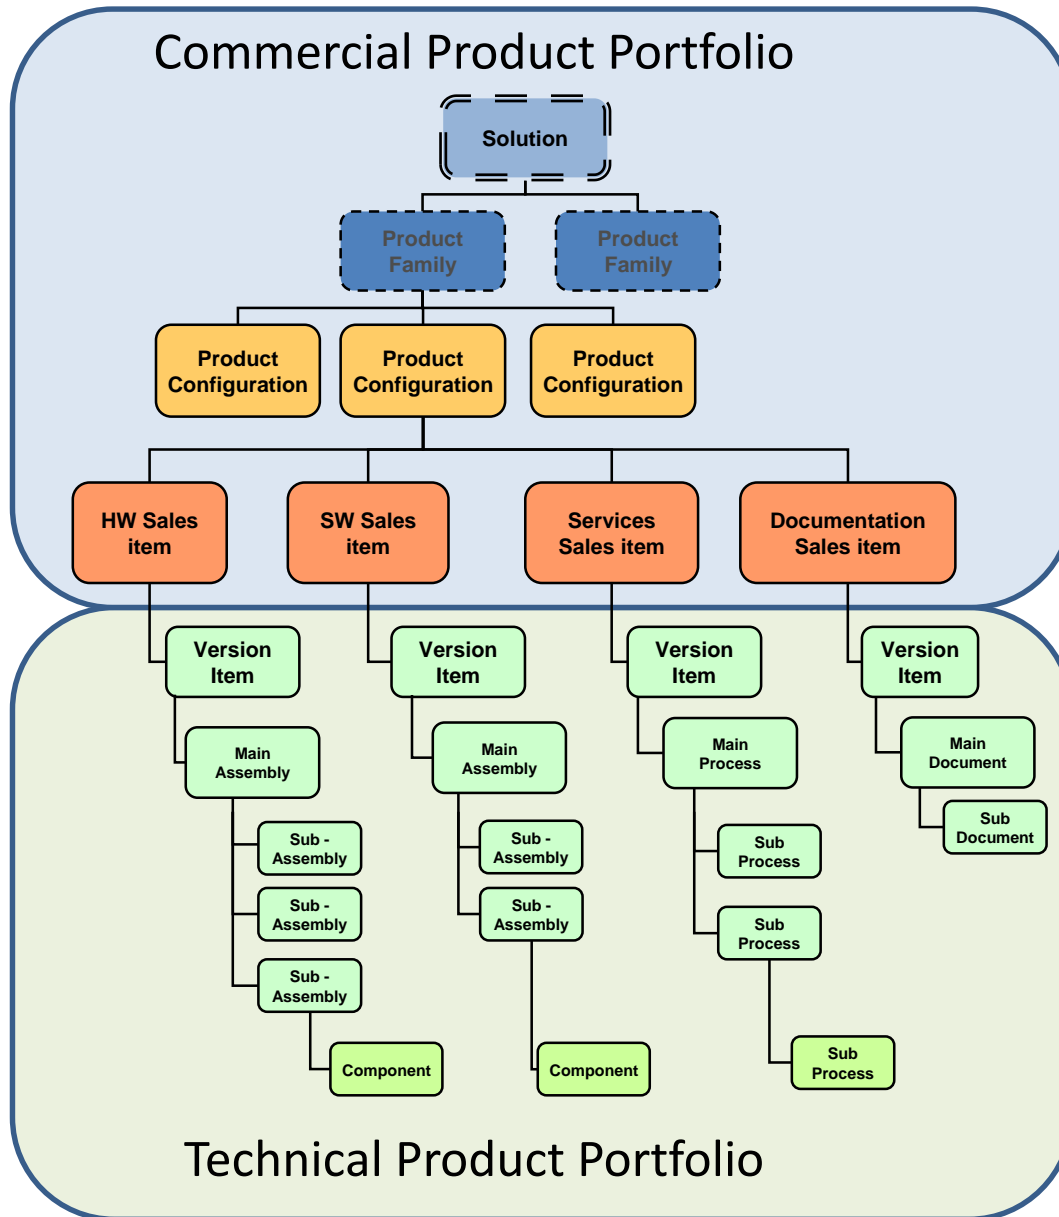 Commercial Product Portfolio
Solution
Product
Family
Product
Family
Product
Configuration
Product
Configuration
Product
Configuration
HW Sales
item
SW Sales
item
Services
Sales item
Documentation
Sales item
Version
Item
Version
Item
Version
Item
Version
Item
Main
Assembly
Main
Assembly
Main
Process
Main
Document
Sub -
Assembly
Sub -
Assembly
Sub
Process
Sub
Document
Sub -
Assembly
Sub -
Assembly
Sub
Process
Sub -
Assembly
Component
Component
Sub
Process
Technical Product Portfolio